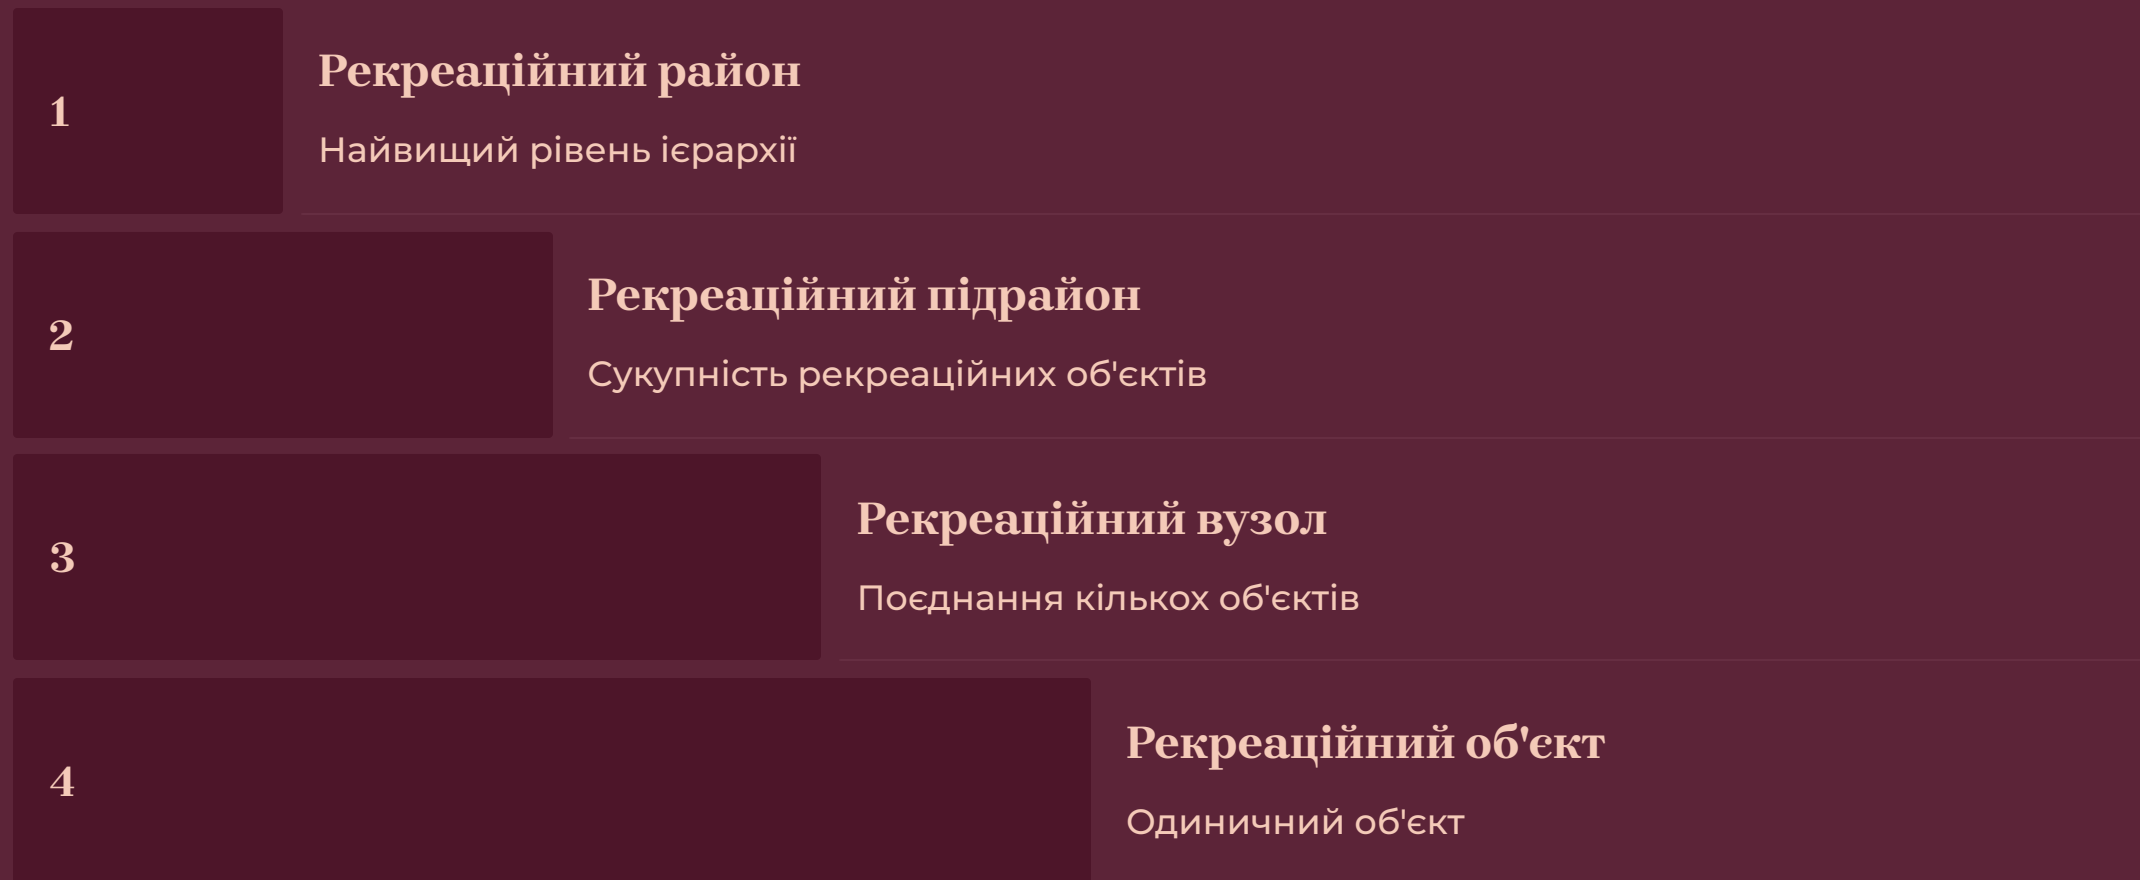 1
Рекреаційний район
Найвищий рівень ієрархії
2
Рекреаційний підрайон
Сукупність рекреаційних об'єктів
3
Рекреаційний вузол
Поєднання кількох об'єктів
4
Рекреаційний об'єкт
Одиничний об'єкт